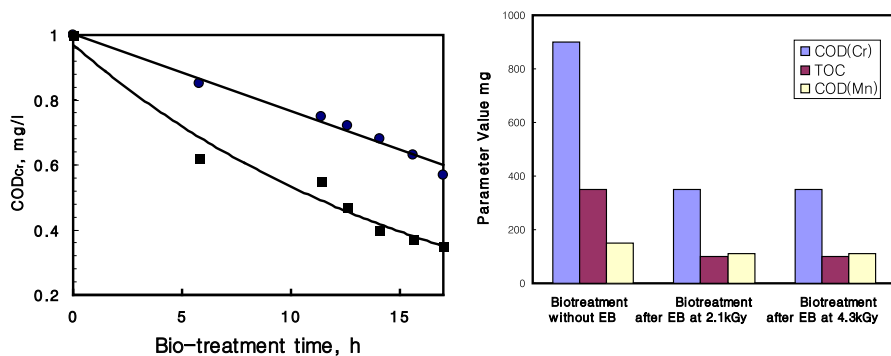 1
0.8
0.6
0.4
0.2
CODcr, mg/l
0
5
10
15
Bio-treatment time, h
1000
800
600
400
200
0
Parameter Value mg
COD(Cr)
TOC
COD(Mn)
Biotreatment
without EB
Biotreatment
after EB at 2.1kGy
Biotreatment
after EB at 4.3kGy